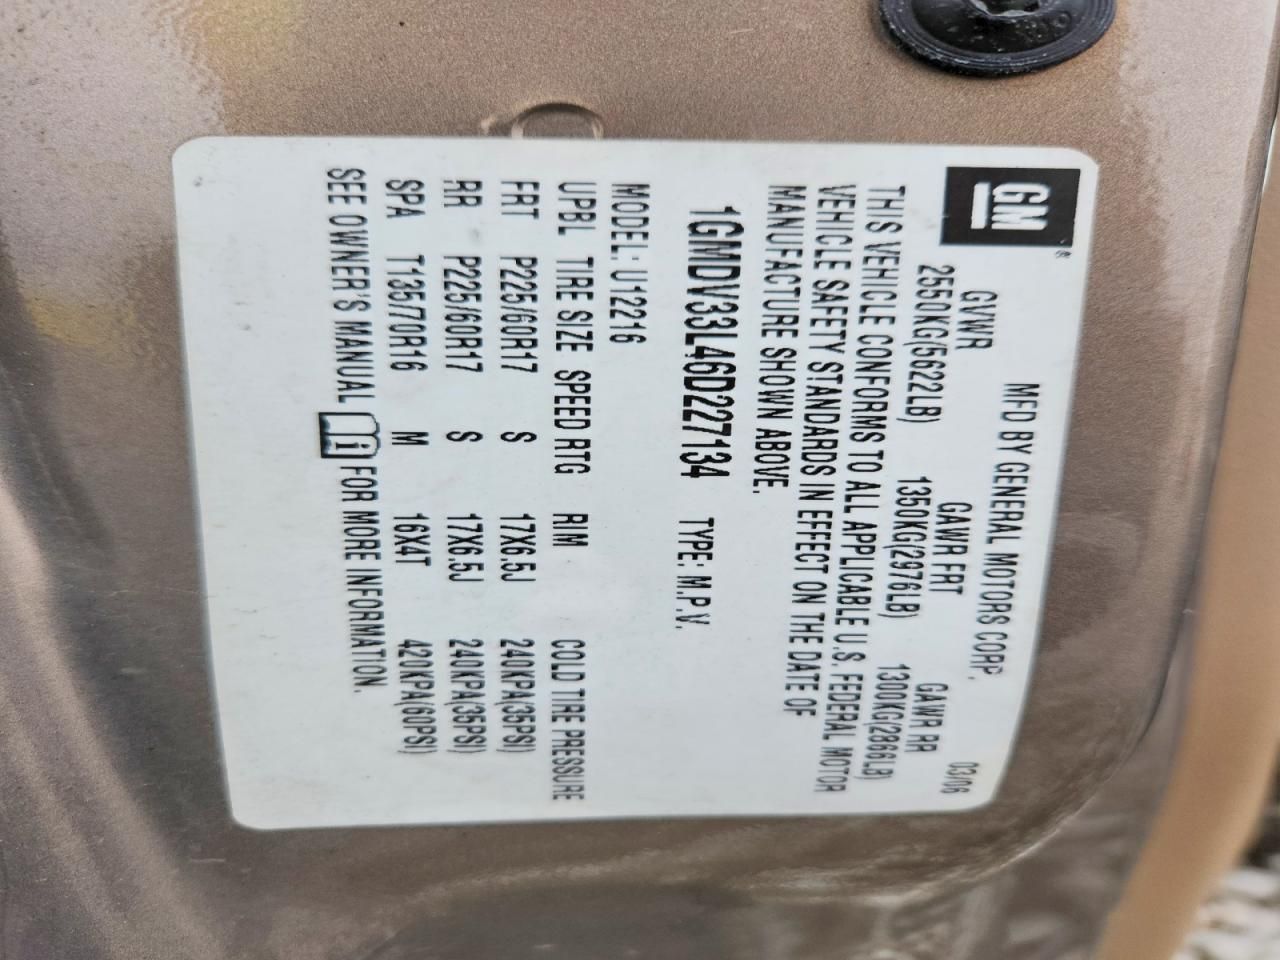 GM®
MFD BY GENERAL MOTORS CORP. 03/06
GVWR GAWR FRT GAWR RR
2550KG(5622LB) 1350KG(2976LB) 1300KG(2866LB)
THIS VEHICLE CONFORMS TO ALL APPLICABLE U.S. FEDERAL MOTOR
VEHICLE SAFETY STANDARDS IN EFFECT ON THE DATE OF
MANUFACTURE SHOWN ABOVE.
1GMDV33L46D227134 TYPE: M.P.V.
MODEL: U12216
UPBL TIRE SIZE SPEED RTG RIM COLD TIRE PRESSURE
FRT P225/60R17 S 17X6.5J 240KPA(35PSI)
RR P225/60R17 S 17X6.5J 240KPA(35PSI)
SPA T135/70R16 M 16X4T 420KPA(60PSI)
SEE OWNER'S MANUAL i FOR MORE INFORMATION.